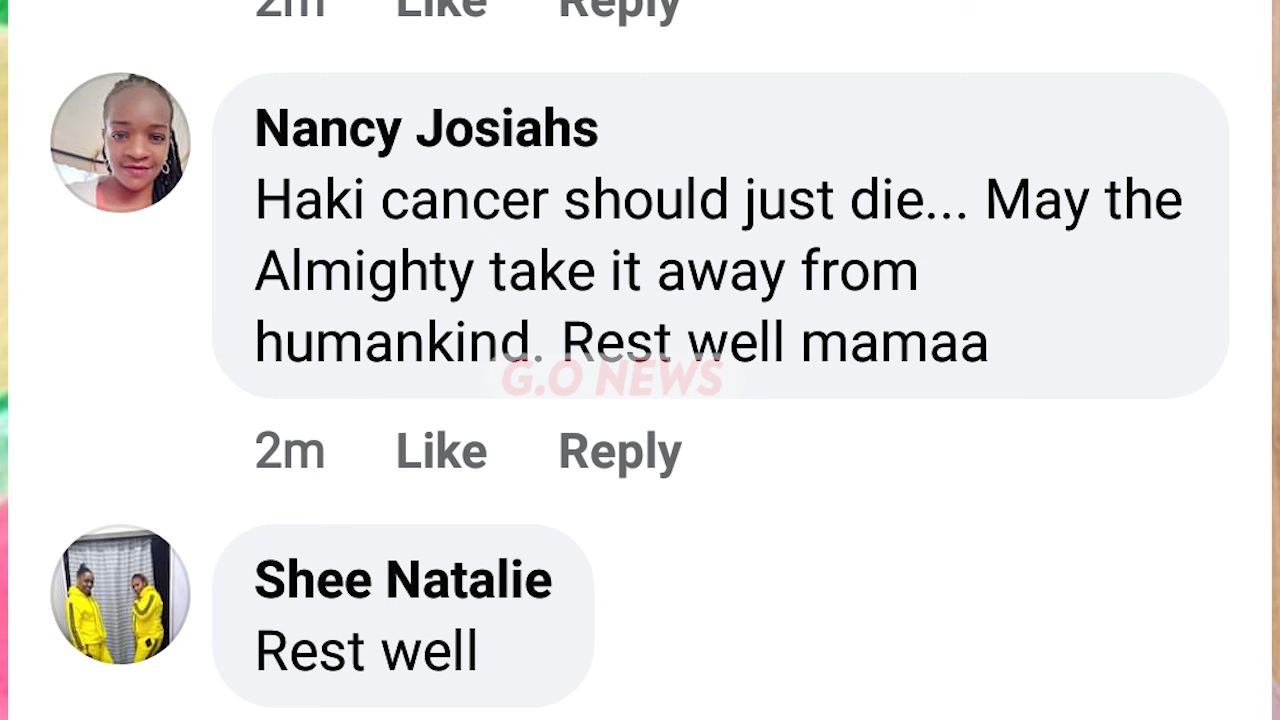 2m Like Reply
Nancy Josiahs
Haki cancer should just die... May the
Almighty take it away from
humankind. Rest well mamaa
G.O NEWS
2m Like Reply
Shee Natalie
Rest well